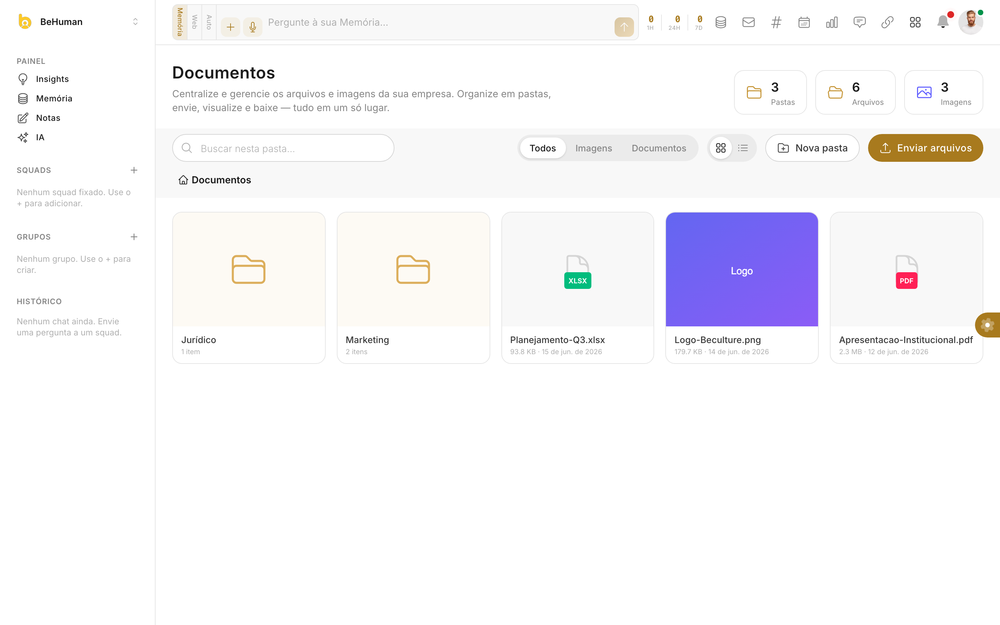 BeHuman
PAINEL
Insights
Memória
Notas
IA
SQUADS
Nenhum squad fixado. Use o
+ para adicionar.
GRUPOS
Nenhum grupo. Use o + para
criar.
HISTÓRICO
Nenhum chat ainda. Envie
uma pergunta a um squad.
Memória
Web
Auto
Pergunte à sua Memória...
0
1H
0
24H
0
7D
Documentos
Centralize e gerencie os arquivos e imagens da sua empresa. Organize em pastas,
envie, visualize e baixe — tudo em um só lugar.
3
Pastas
6
Arquivos
3
Imagens
Buscar nesta pasta...
Todos
Imagens
Documentos
Nova pasta
Enviar arquivos
Documentos
Jurídico
1 item
Marketing
2 itens
XLSX
Planejamento-Q3.xlsx
93.8 KB · 15 de jun. de 2026
Logo
Logo-Beculture.png
179.7 KB · 14 de jun. de 2026
PDF
Apresentacao-Institucional.pdf
2.3 MB · 12 de jun. de 2026